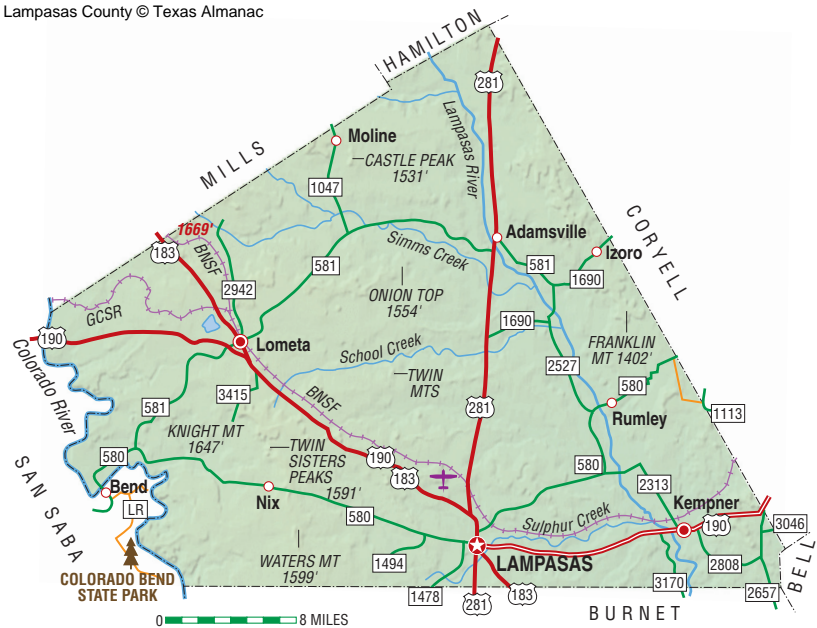 Lampasas County © Texas Almanac
HAMILTON
281
MILLS
Moline
CASTLE PEAK
1531'
Lampasas River
1047
CORYELL
1669'
183
BNSF
Adamsville
Izoro
Simms Creek
581
581
1690
2942
ONION TOP
1554'
GCSR
190
Lometa
School Creek
1690
FRANKLIN
MT 1402'
Colorado River
TWIN
MTS
2527
580
3415
BNSF
581
281
Rumley
1113
KNIGHT MT
1647'
TWIN
SISTERS
PEAKS
1591'
580
190
183
580
SAN SABA
Bend
LR
Nix
2313
580
Sulphur Creek
Kempner
190
3046
COLORADO BEND
STATE PARK
WATERS MT
1599'
1494
LAMPASAS
2808
BELL
3170
2657
1478
281
183
BURNET
0
8 MILES